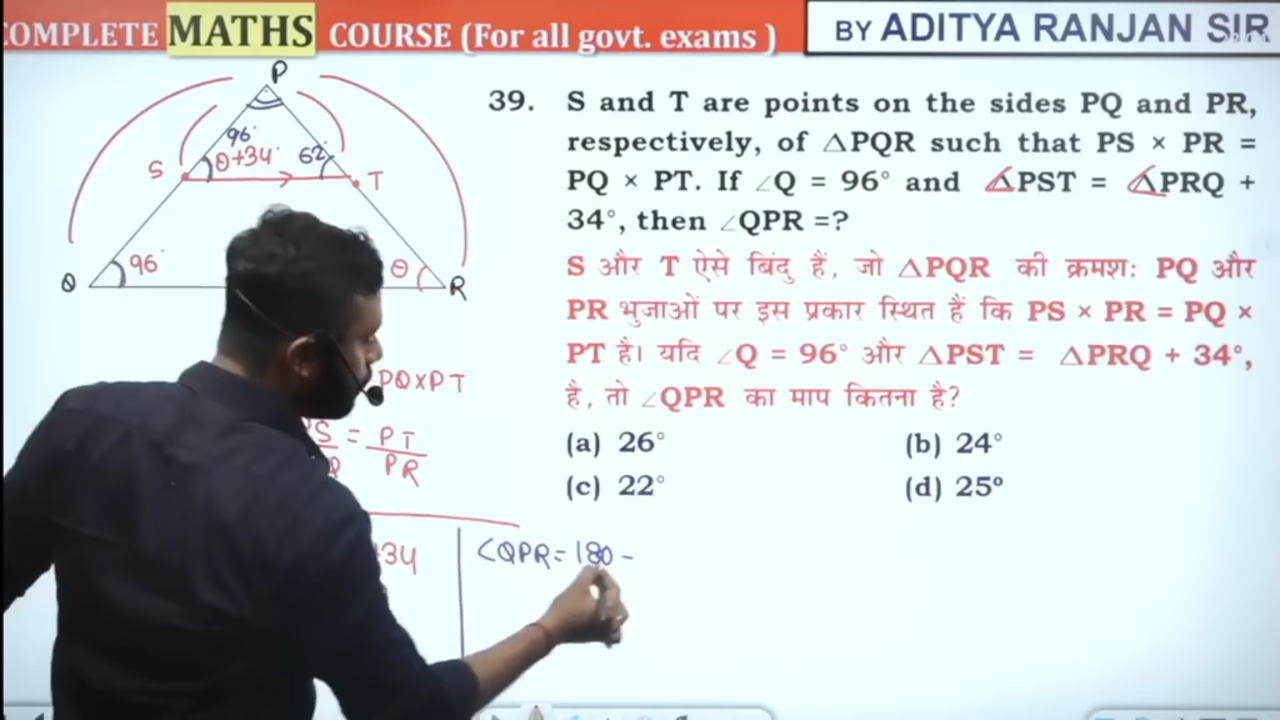 COMPLETE MATHS COURSE (For all govt. exams )
BY ADITYA RANJAN SIR
P
96°
S θ+34° 62° T
Q 96° θ R
PQ×PT
PS = PT
PR
+34
<QPR = 180 -
39. S and T are points on the sides PQ and PR,
respectively, of △PQR such that PS × PR =
PQ × PT. If ∠Q = 96° and ∠PST = ∠PRQ +
34°, then ∠QPR =?
S और T ऐसे बिंदु हैं, जो △PQR की क्रमश: PQ और
PR भुजाओं पर इस प्रकार स्थित हैं कि PS × PR = PQ ×
PT है। यदि ∠Q = 96° और △PST = △PRQ + 34°,
है, तो ∠QPR का माप कितना है?
(a) 26° (b) 24°
(c) 22° (d) 25°